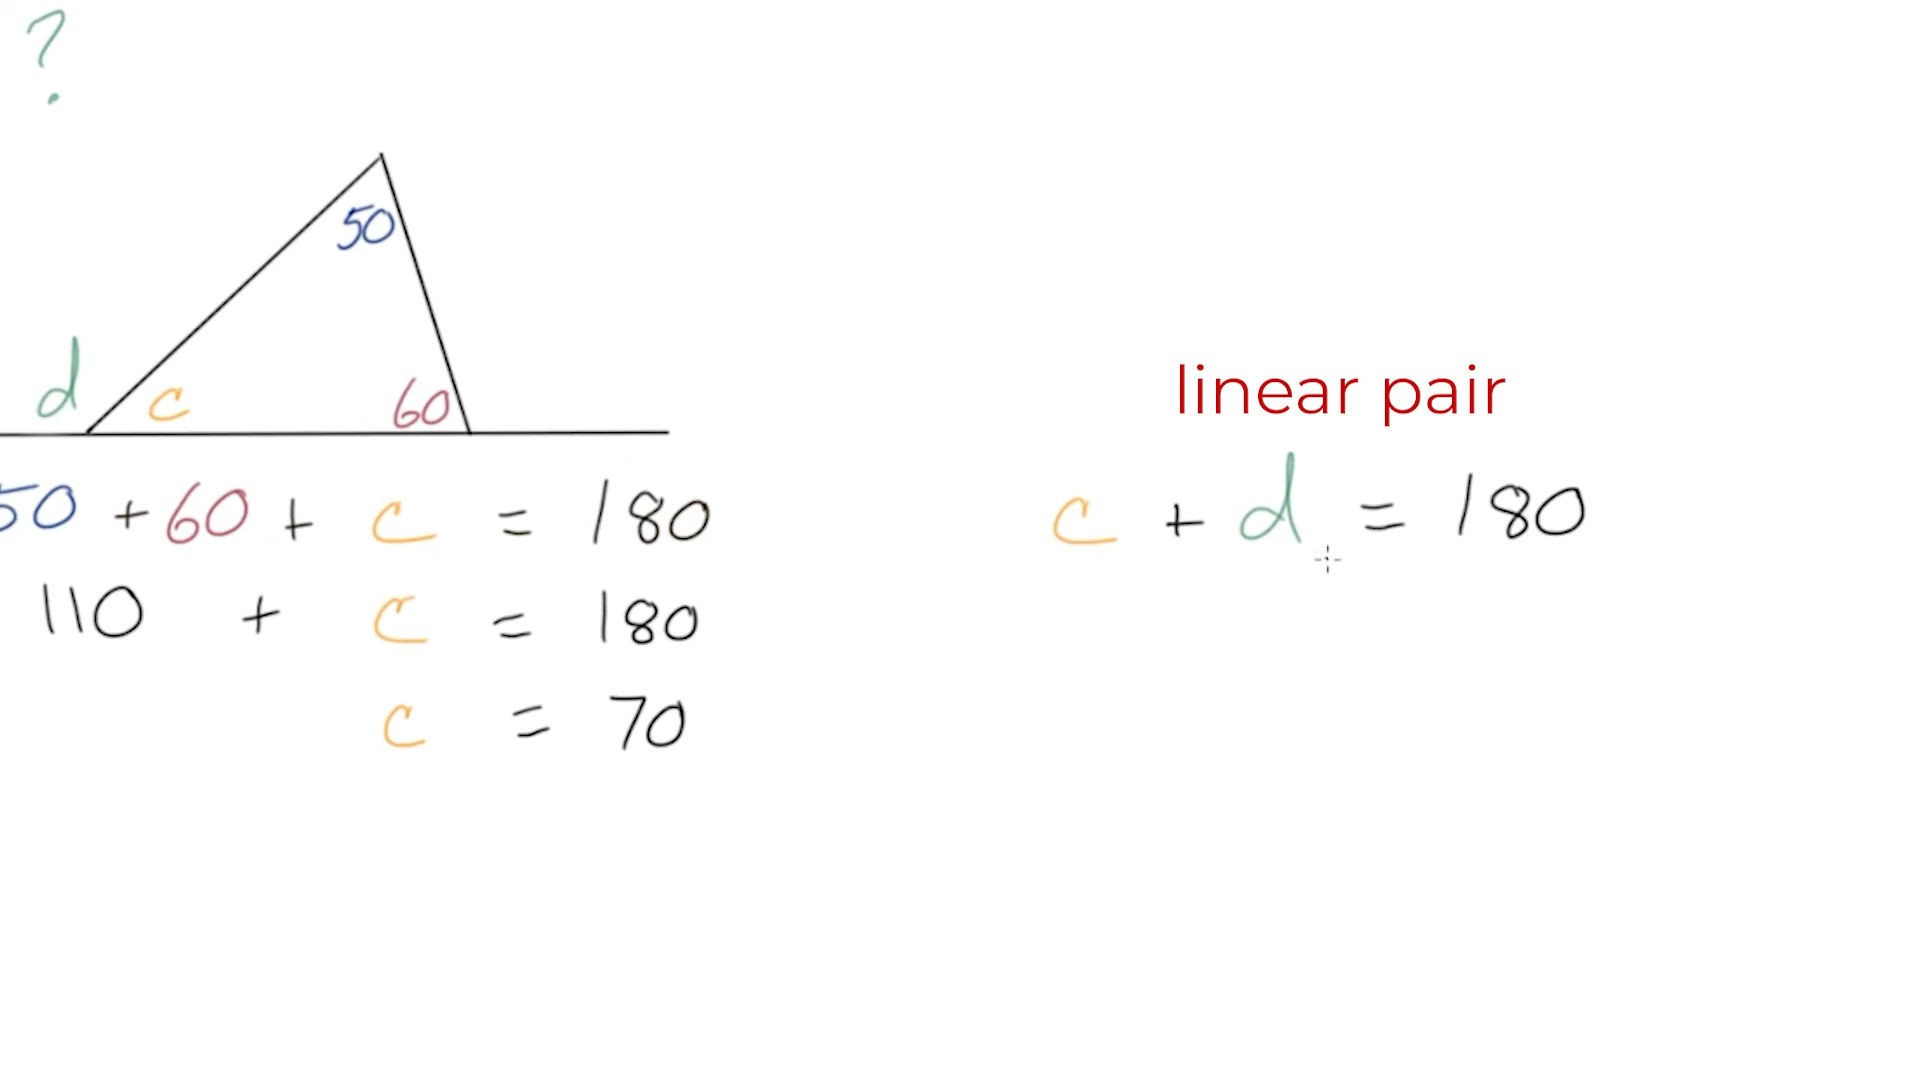 ?
50
d c 60
50 + 60 + c = 180
110 + c = 180
c = 70
linear pair
c + d = 180